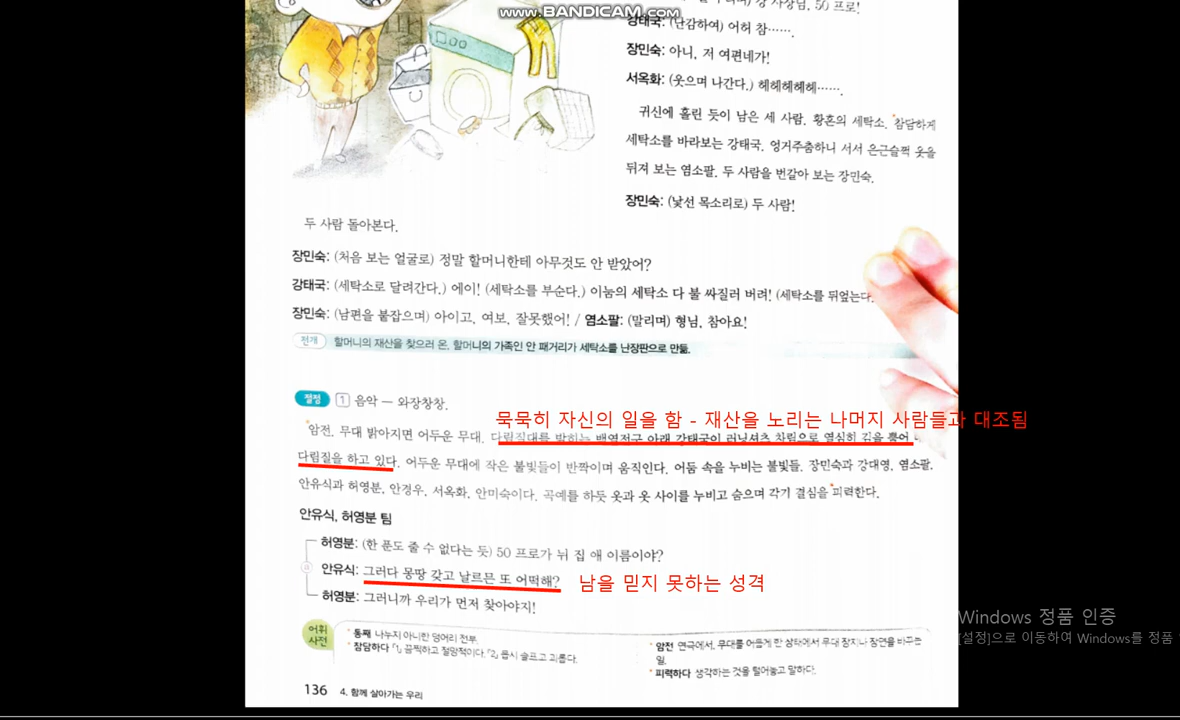 www.BANDICAM.com
강 사장님, 50 프로!
강태국: (난감하여) 어허 참…….
장민숙: 아니, 저 여편네가!
서옥화: (웃으며 나간다.) 헤헤헤헤헤…….
귀신에 홀린 듯이 남은 세 사람. 황혼의 세탁소. 참담하게
세탁소를 바라보는 강태국. 엉거주춤하니 서서 은근슬쩍 옷을
뒤져 보는 염소팔. 두 사람을 번갈아 보는 장민숙.
장민숙: (낯선 목소리로) 두 사람!
두 사람 돌아본다.
장민숙: (처음 보는 얼굴로) 정말 할머니한테 아무것도 안 받았어?
강태국: (세탁소로 달려간다.) 에이! (세탁소를 부순다.) 이놈의 세탁소 다 불 싸질러 버려! (세탁소를 뒤엎는다.
장민숙: (남편을 붙잡으며) 아이고, 여보, 잘못했어! / 염소팔: (말리며) 형님, 참아요!
전개 할머니의 재산을 찾으러 온, 할머니의 가족인 안 패거리가 세탁소를 난장판으로 만듦.
절정 1 음악 — 와장창창.
묵묵히 자신의 일을 함 - 재산을 노리는 나머지 사람들과 대조됨
암전. 무대 밝아지면 어두운 무대. 다림질대를 밝히는 백열전구 아래 강태국이 러닝셔츠 차림으로 열심히 김을 뿜어
다림질을 하고 있다. 어두운 무대에 작은 불빛들이 반짝이며 움직인다. 어둠 속을 누비는 불빛들. 장민숙과 강대영, 염소팔,
안유식과 허영분, 안경우, 서옥화, 안미숙이다. 곡예를 하듯 옷과 옷 사이를 누비고 숨으며 각기 결심을 피력한다.
안유식, 허영분 팀
허영분: (한 푼도 줄 수 없다는 듯) 50 프로가 뉘 집 애 이름이야?
안유식: 그러다 몽땅 갖고 날르믄 또 어떡해? 남을 믿지 못하는 성격
허영분: 그러니까 우리가 먼저 찾아야지!
어휘 사전
* 통째 나누지 아니한 덩어리 전부.
* 참담하다 「1」 끔찍하고 절망적이다. 「2」 몹시 슬프고 괴롭다.
* 암전 연극에서, 무대를 어둡게 한 상태에서 무대 장치나 장면을 바꾸는
일.
* 피력하다 생각하는 것을 털어놓고 말하다.
136 4. 함께 살아가는 우리
Windows 정품 인증
[설정]으로 이동하여 Windows를 정품